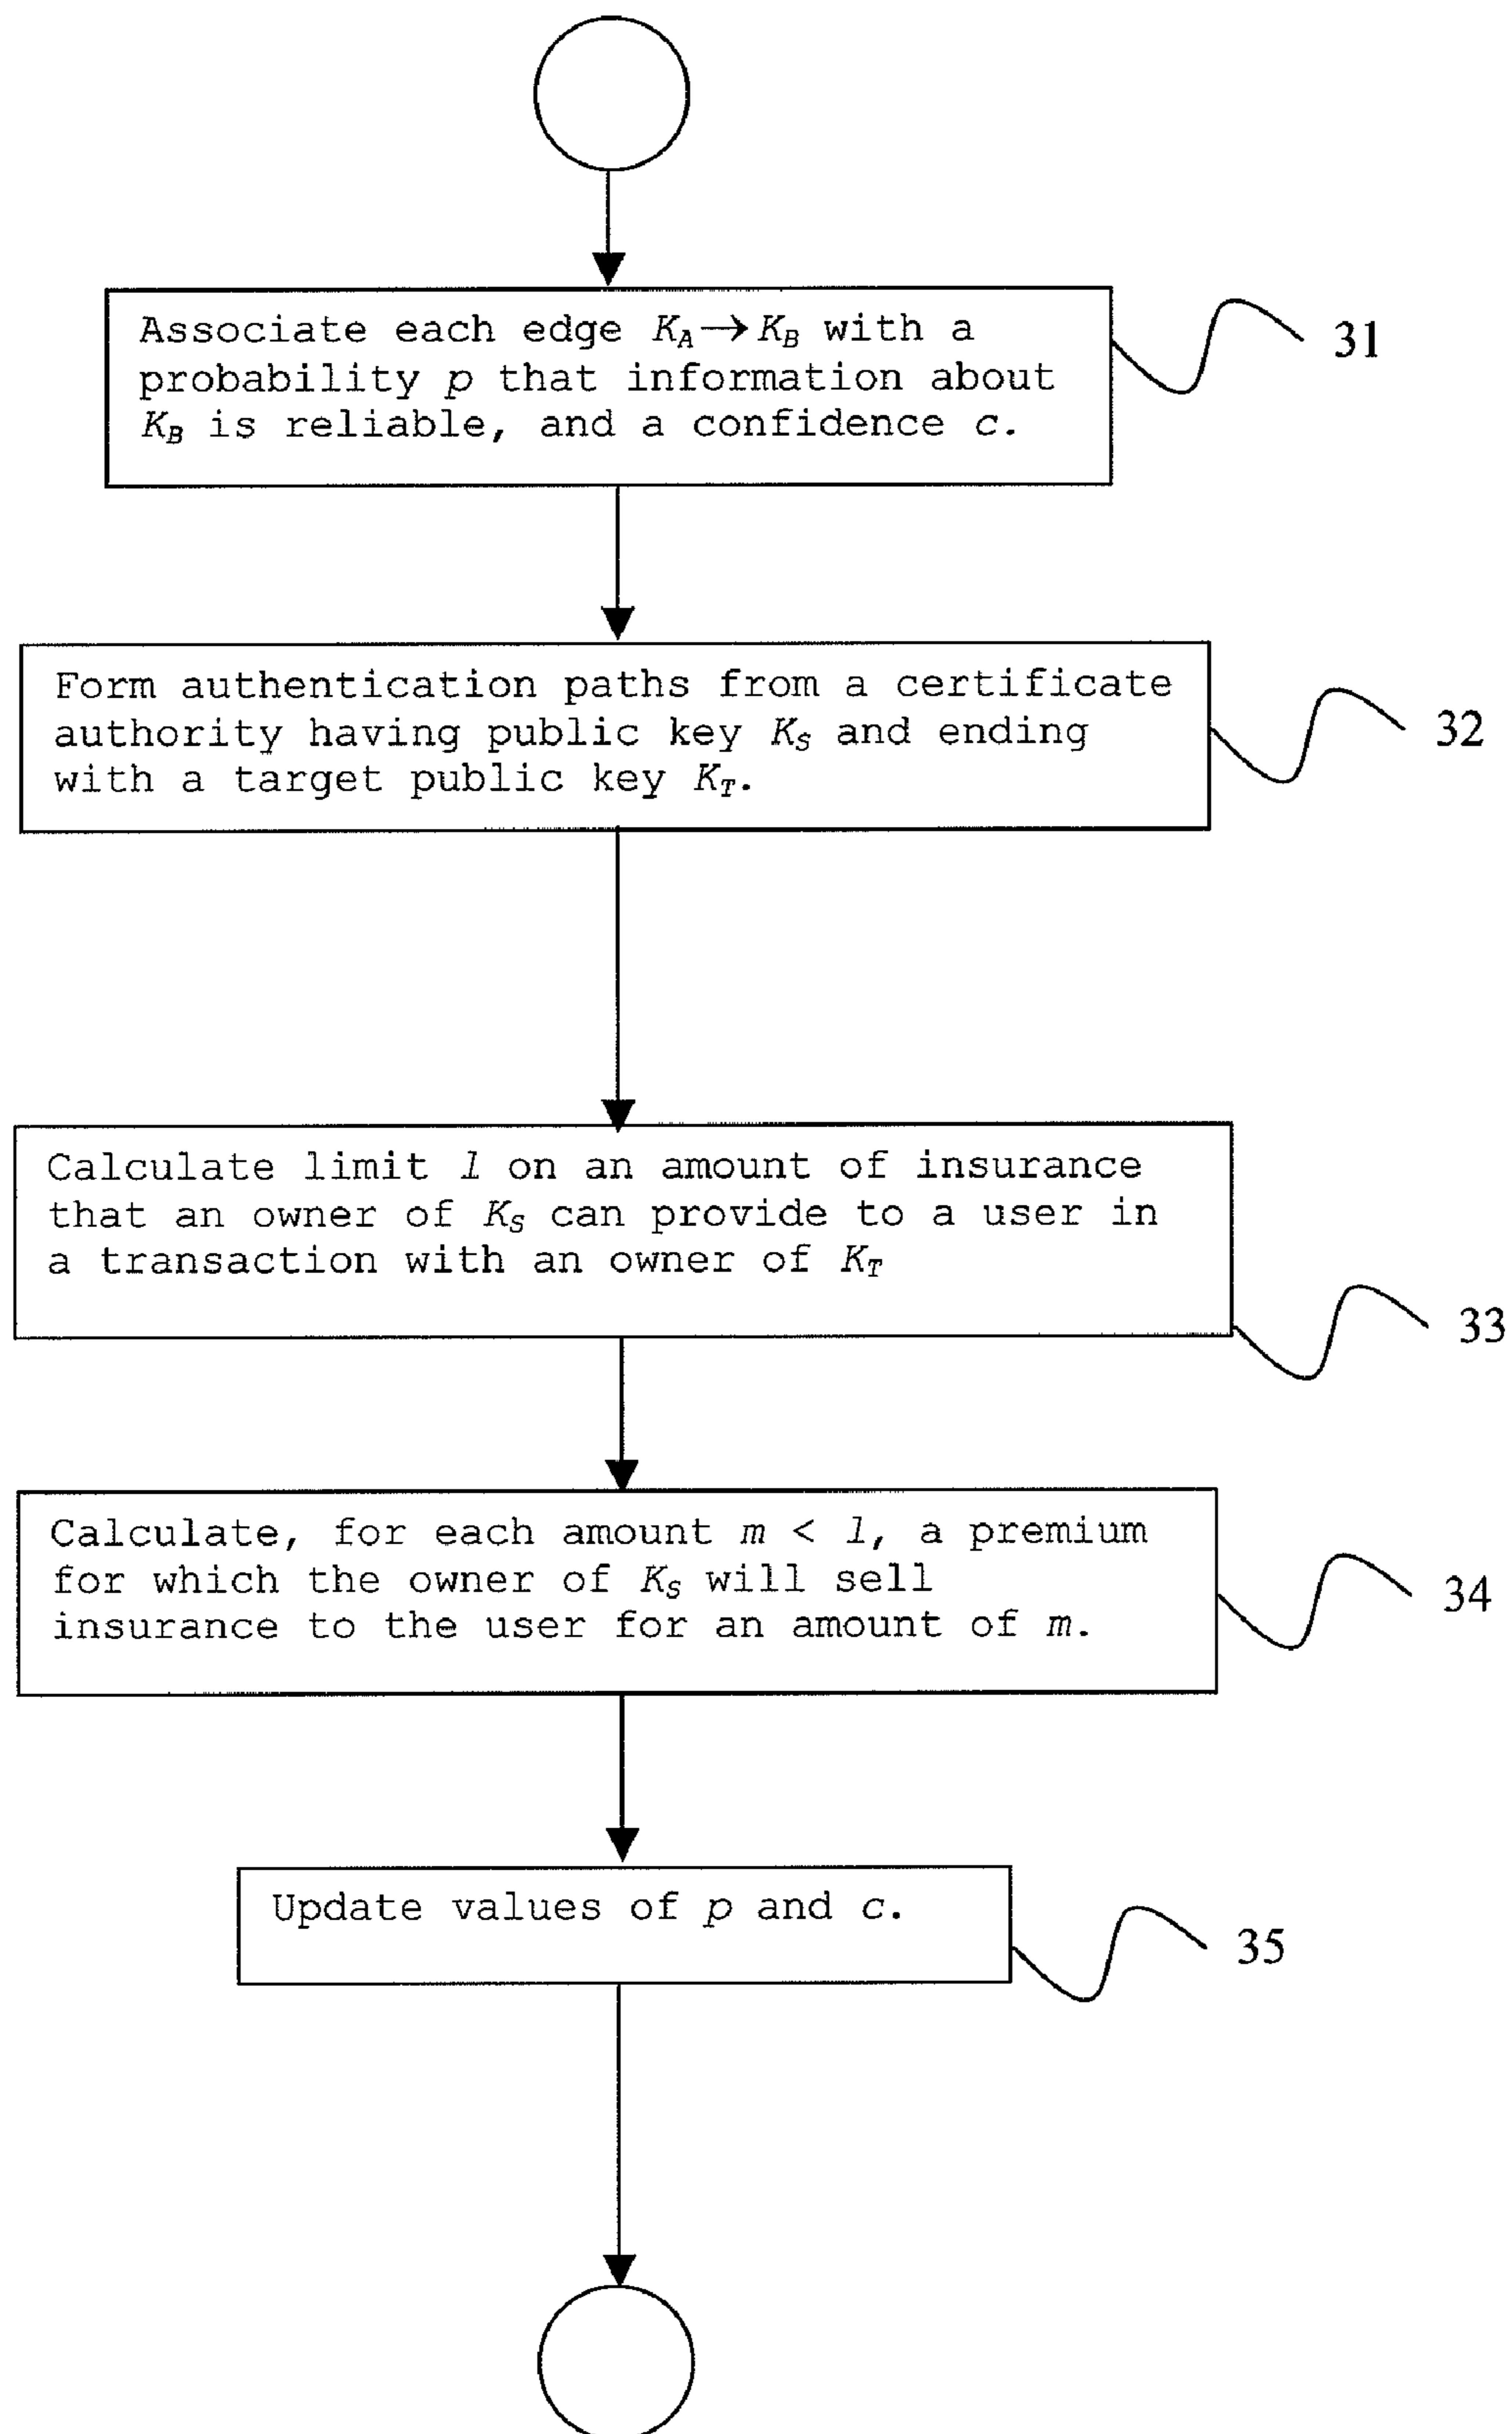 Associate each edge K_A→K_B with a
probability p that information about
K_B is reliable, and a confidence c.
31
Form authentication paths from a certificate
authority having public key K_S and ending
with a target public key K_T.
32
Calculate limit l on an amount of insurance
that an owner of K_S can provide to a user in
a transaction with an owner of K_T
33
Calculate, for each amount m < l, a premium
for which the owner of K_S will sell
insurance to the user for an amount of m.
34
Update values of p and c.
35